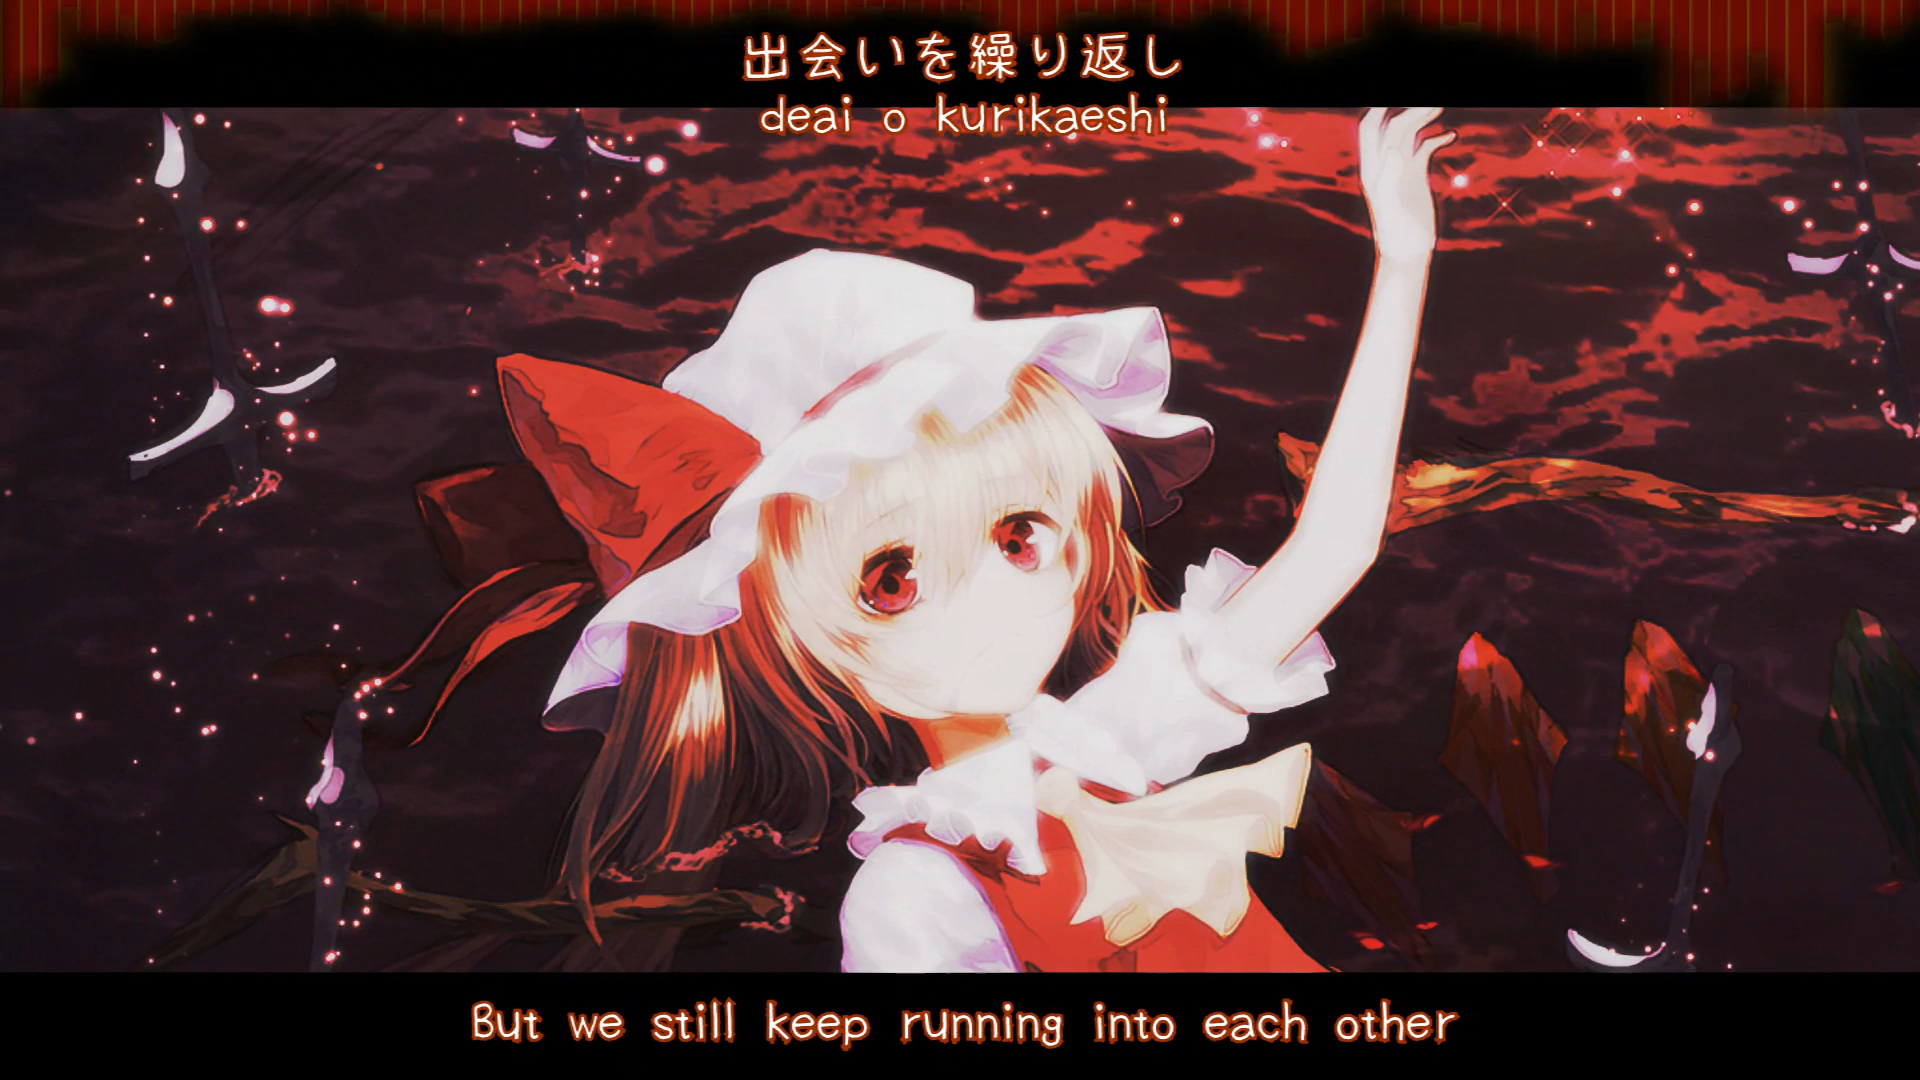 出会いを繰り返し
deai o kurikaeshi
But we still keep running into each other